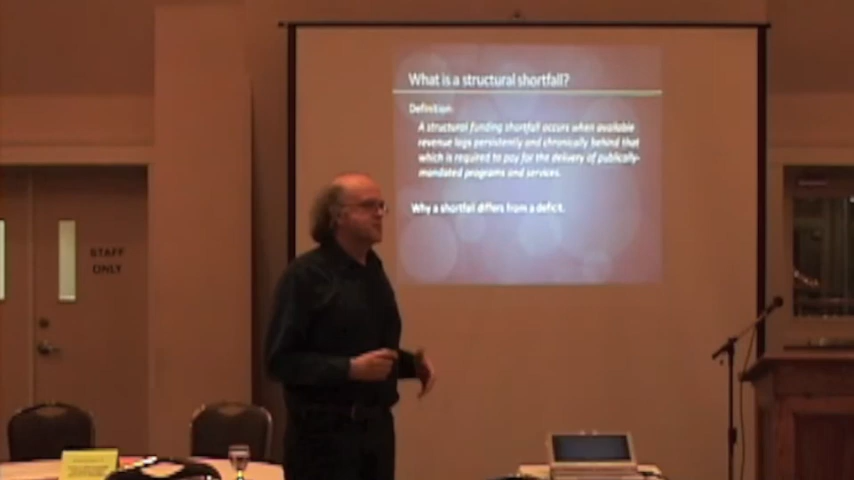 What is a structural shortfall?
Definition:
A structural funding shortfall occurs when available
revenue lags persistently and chronically behind that
which is required to pay for the delivery of publically-
mandated programs and services.
Why a shortfall differs from a deficit.
STAFF
ONLY